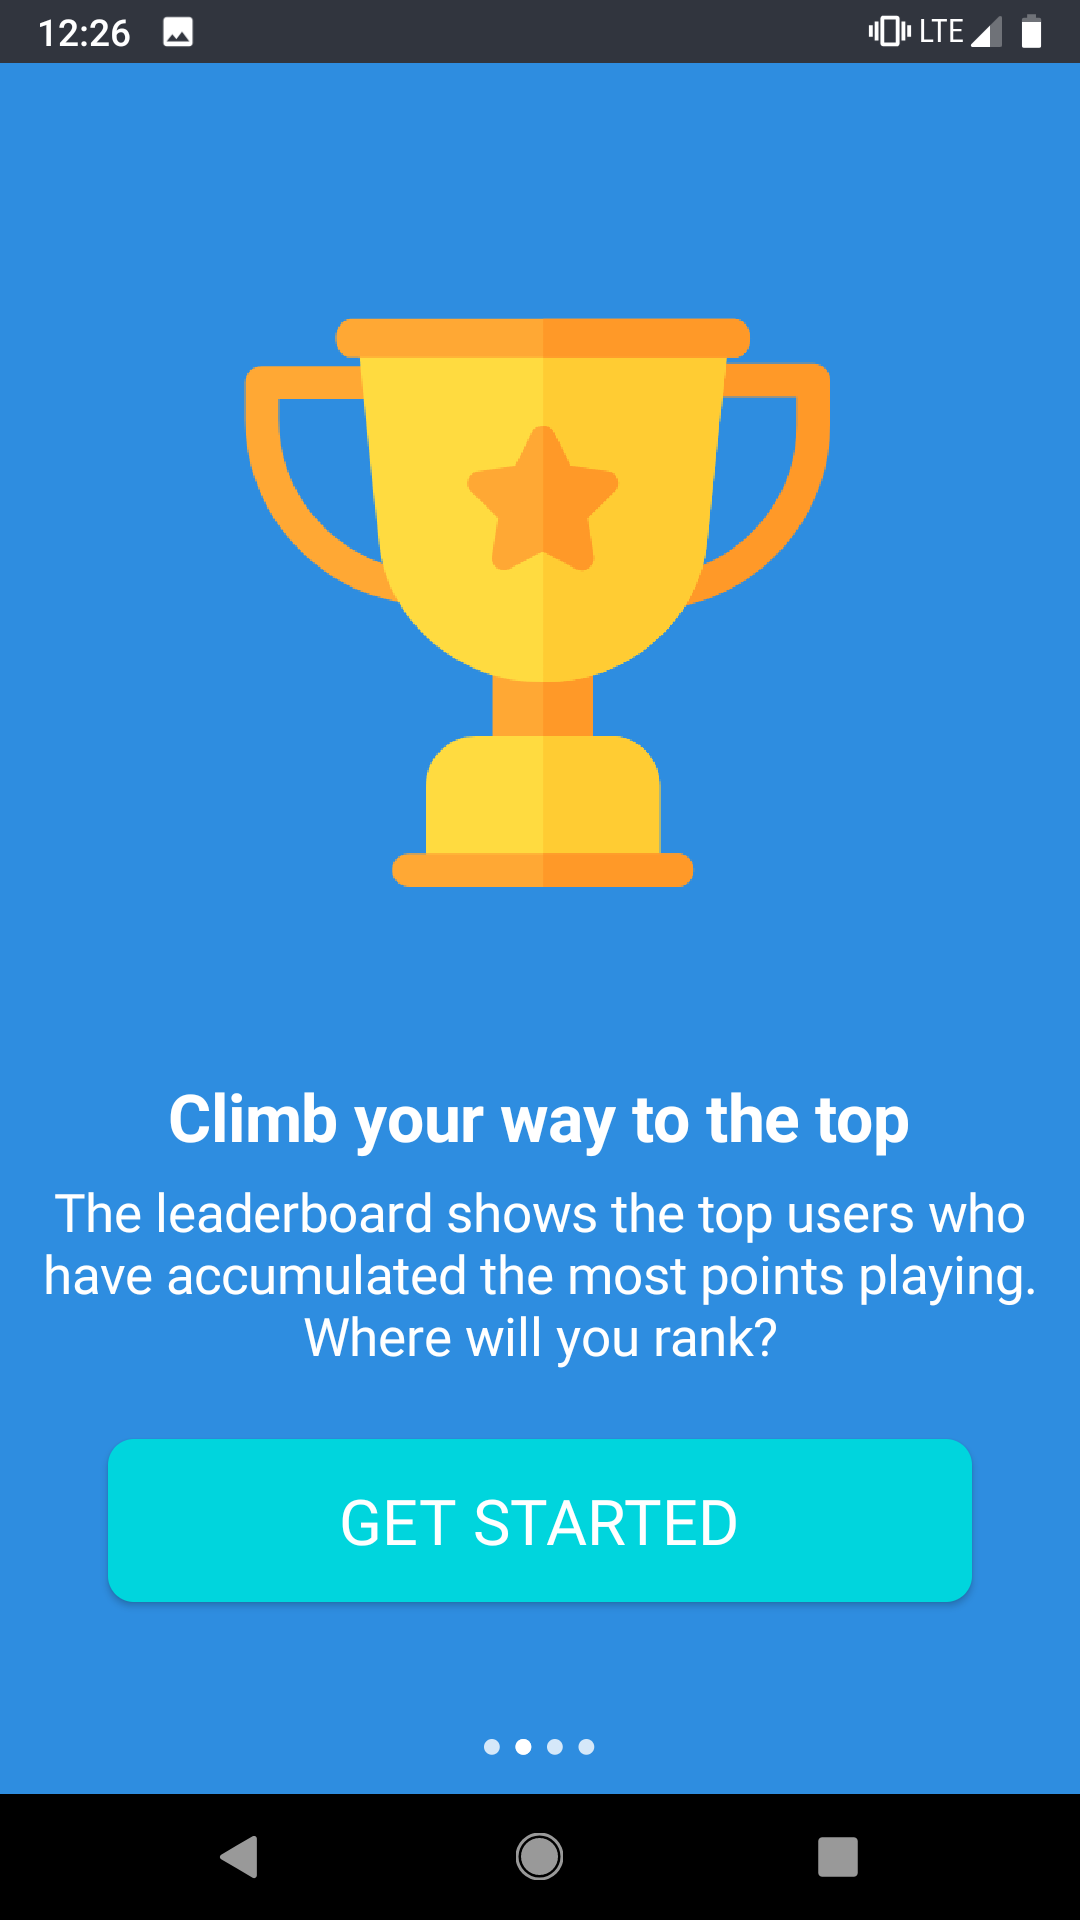 12:26 LTE
Climb your way to the top
The leaderboard shows the top users who
have accumulated the most points playing.
Where will you rank?
GET STARTED